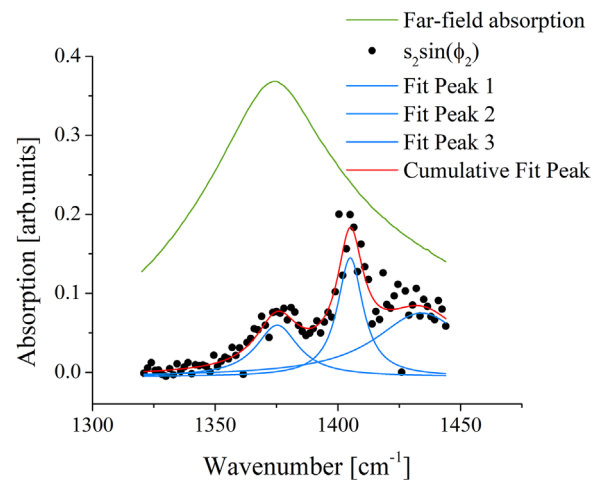 Far-field absorption
s₂sin(ϕ₂)
Fit Peak 1
Fit Peak 2
Fit Peak 3
Cumulative Fit Peak
0.4
0.3
0.2
0.1
0.0
Absorption [arb.units]
1300
1350
1400
1450
Wavenumber [cm⁻¹]